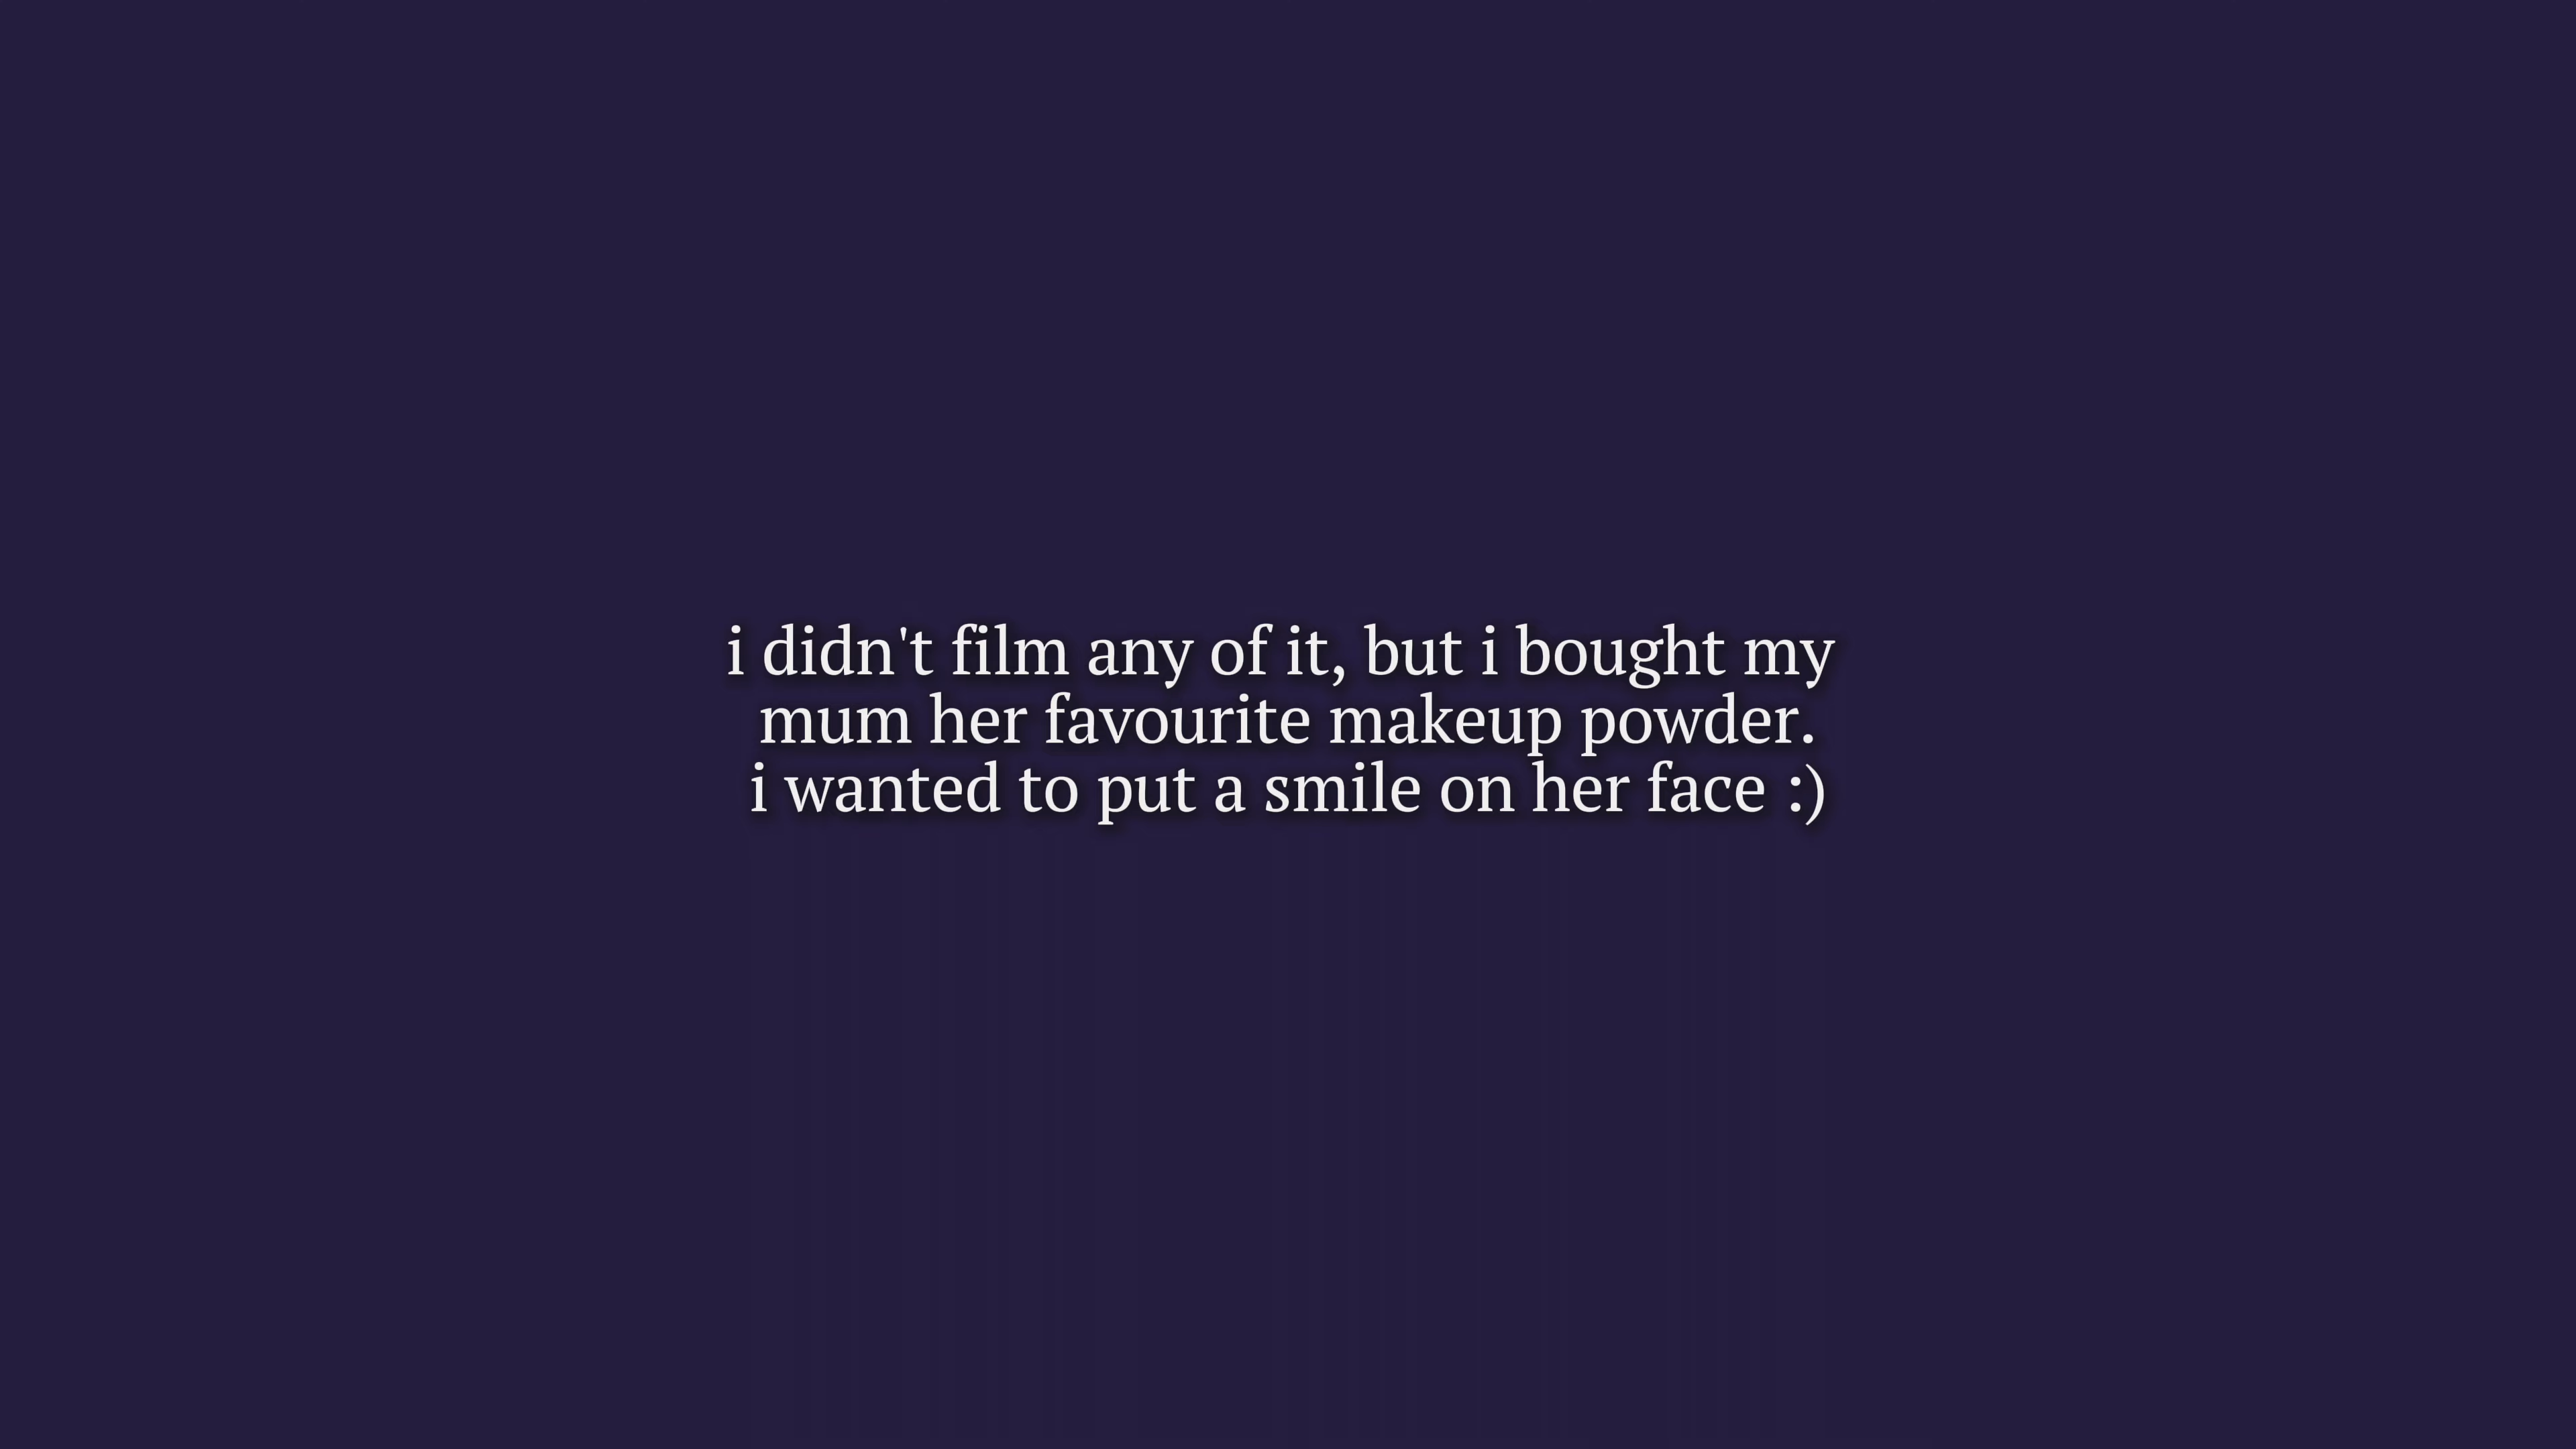 i didn't film any of it, but i bought my
mum her favourite makeup powder.
i wanted to put a smile on her face :)